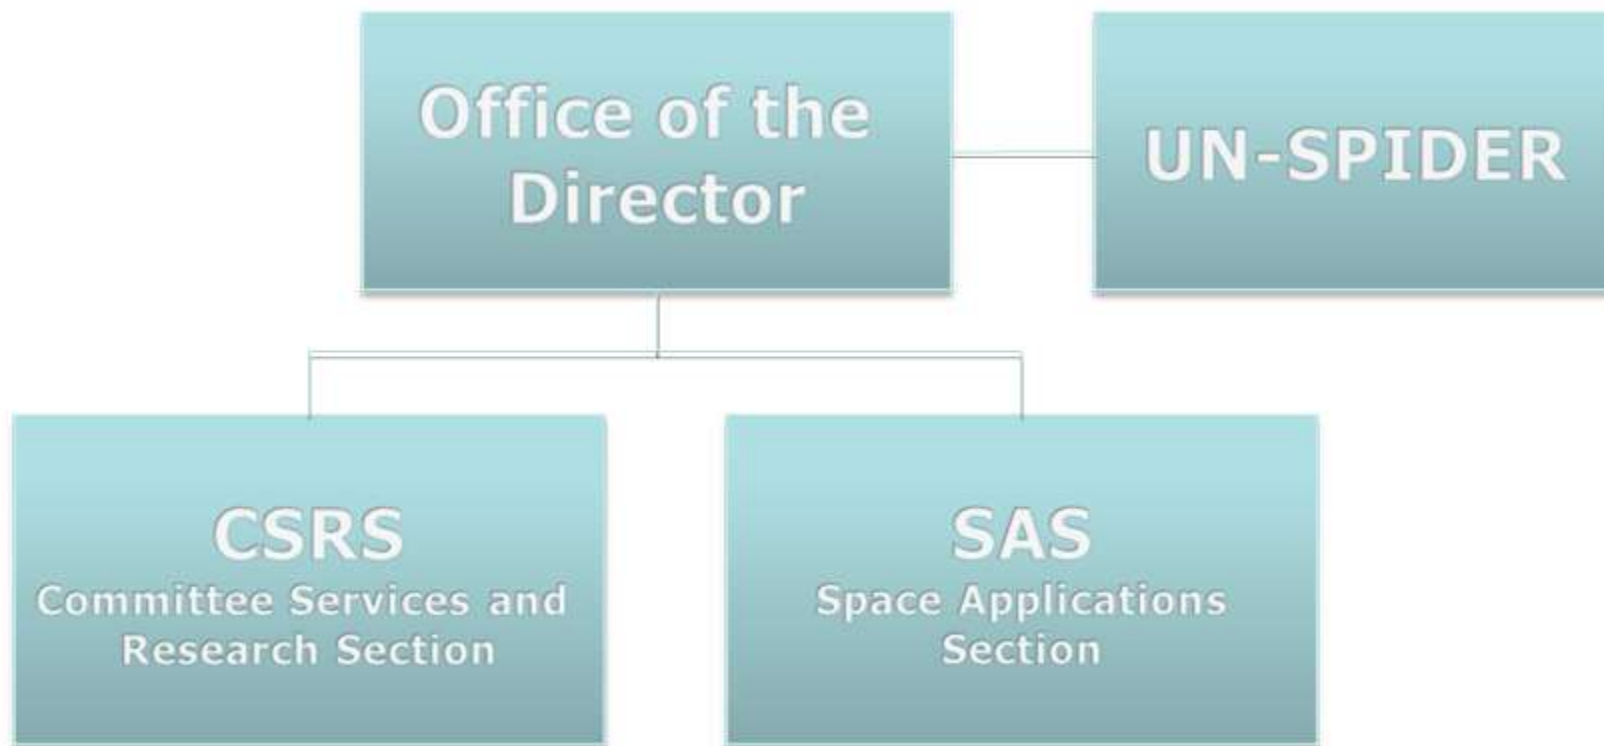 Office of the
Director
UN-SPIDER
CSRS
Committee Services and
Research Section
SAS
Space Applications
Section